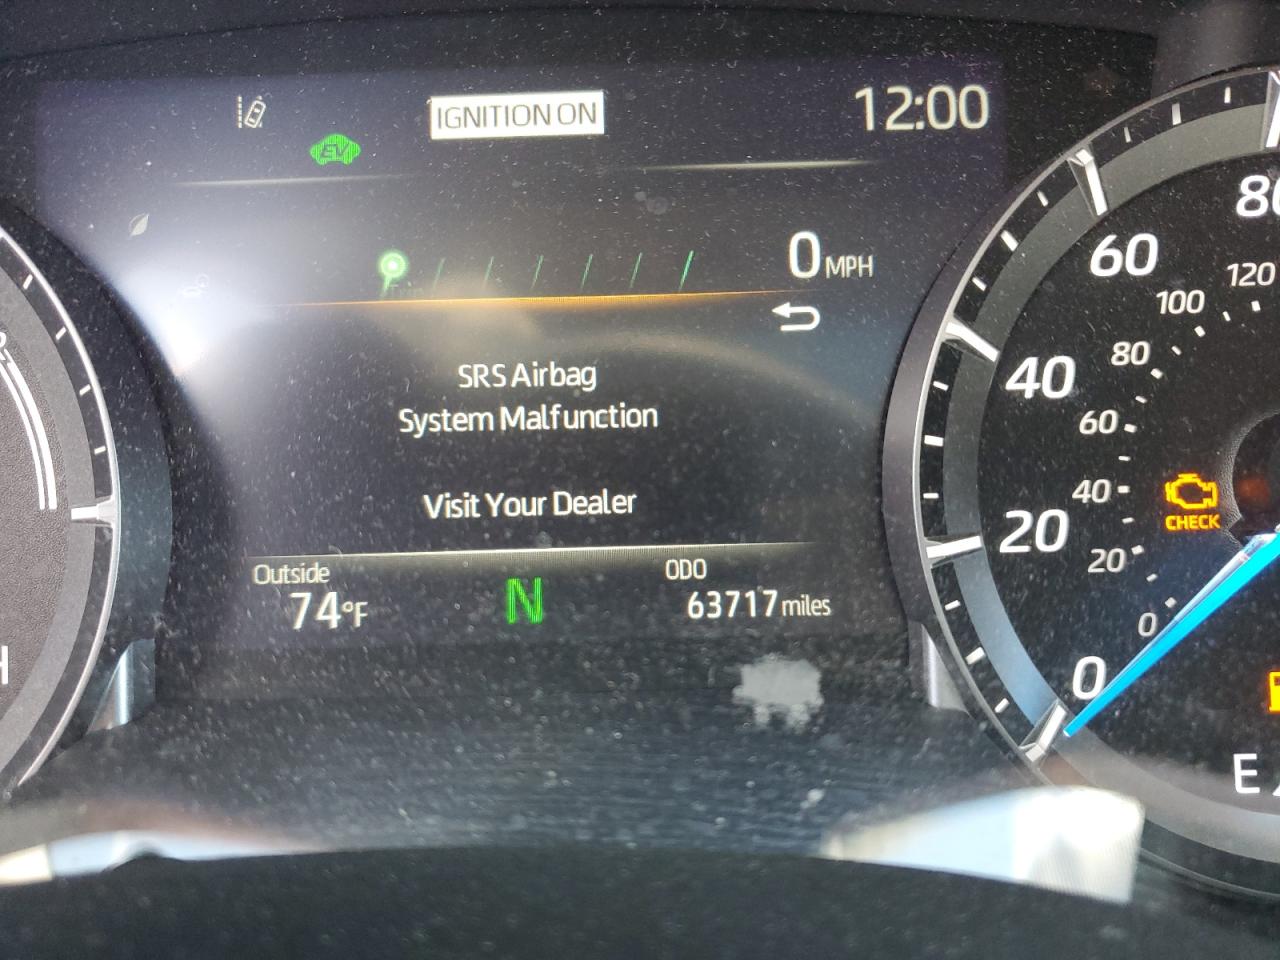 IGNITION ON
12:00
EV
0 MPH
SRS Airbag
System Malfunction
Visit Your Dealer
Outside
74°F
N
ODO
63717 miles
80
60
40
20
0
120
100
80
60
40
20
0
CHECK
E
H